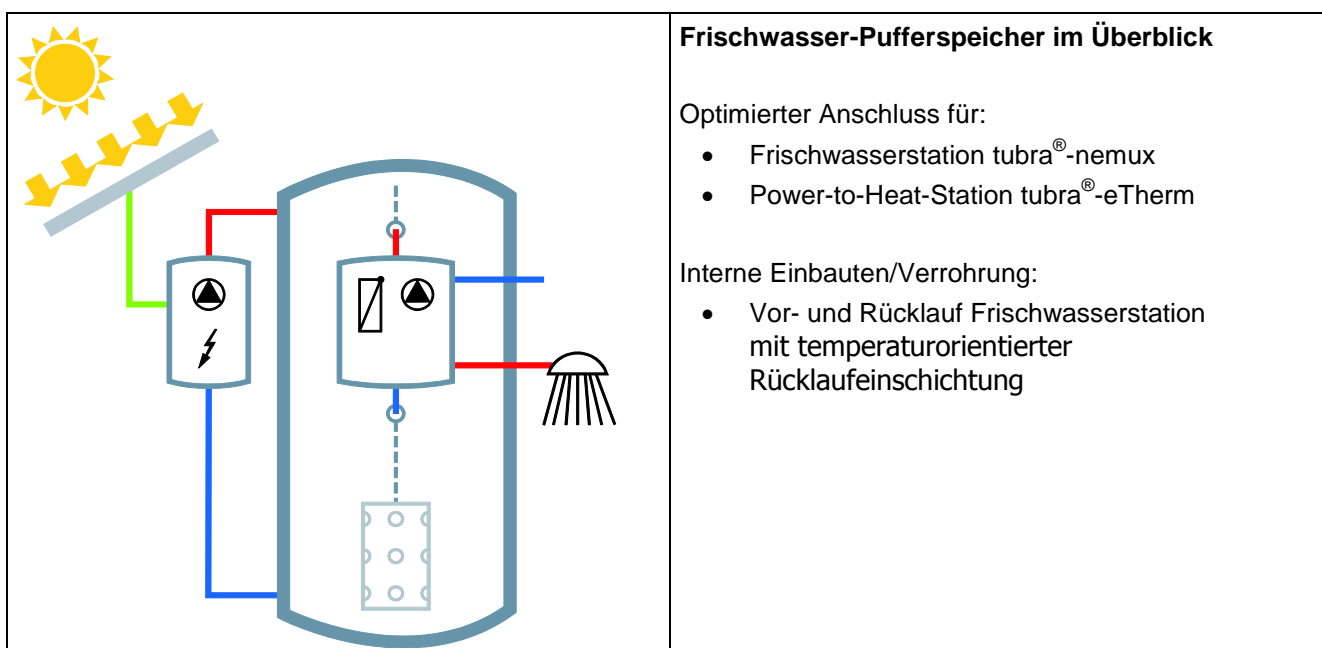 Frischwasser-Pufferspeicher im Überblick
Optimierter Anschluss für:
• Frischwasserstation tubra®-nemux
• Power-to-Heat-Station tubra®-eTherm
Interne Einbauten/Verrohrung:
• Vor- und Rücklauf Frischwasserstation
mit temperaturorientierter
Rücklaufeinschichtung